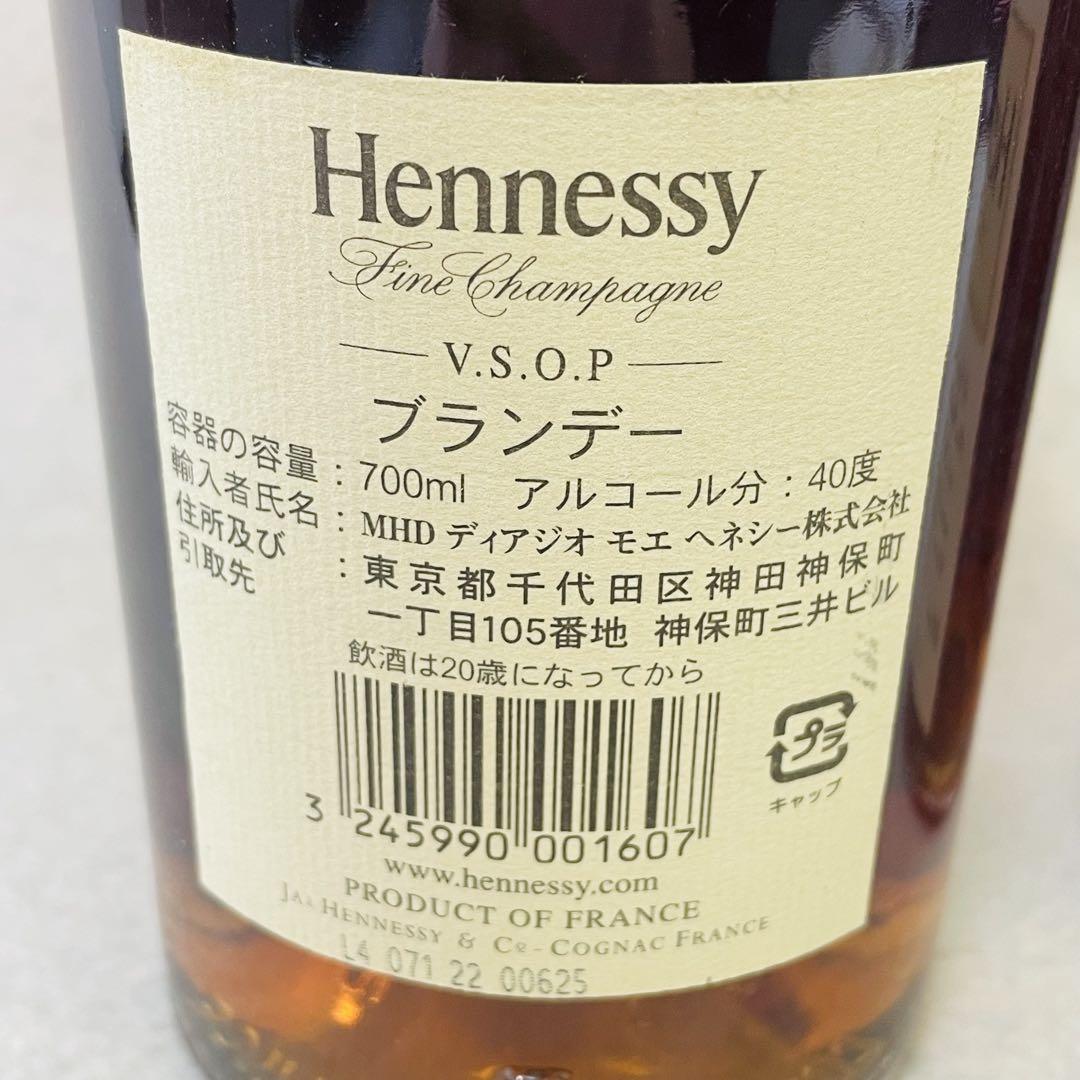 Hennessy
Fine Champagne
V.S.O.P
ブランデー
容器の容量：700ml アルコール分：40度
輸入者氏名：MHD ディアジオ モエ ヘネシー株式会社
住所及び
引取先：東京都千代田区神田神保町
一丁目105番地 神保町三井ビル
飲酒は20歳になってから
プラ
キャップ
3 245990 001607
www.hennessy.com
PRODUCT OF FRANCE
JAs HENNESSY & Co - COGNAC FRANCE
L4 071 22 00625